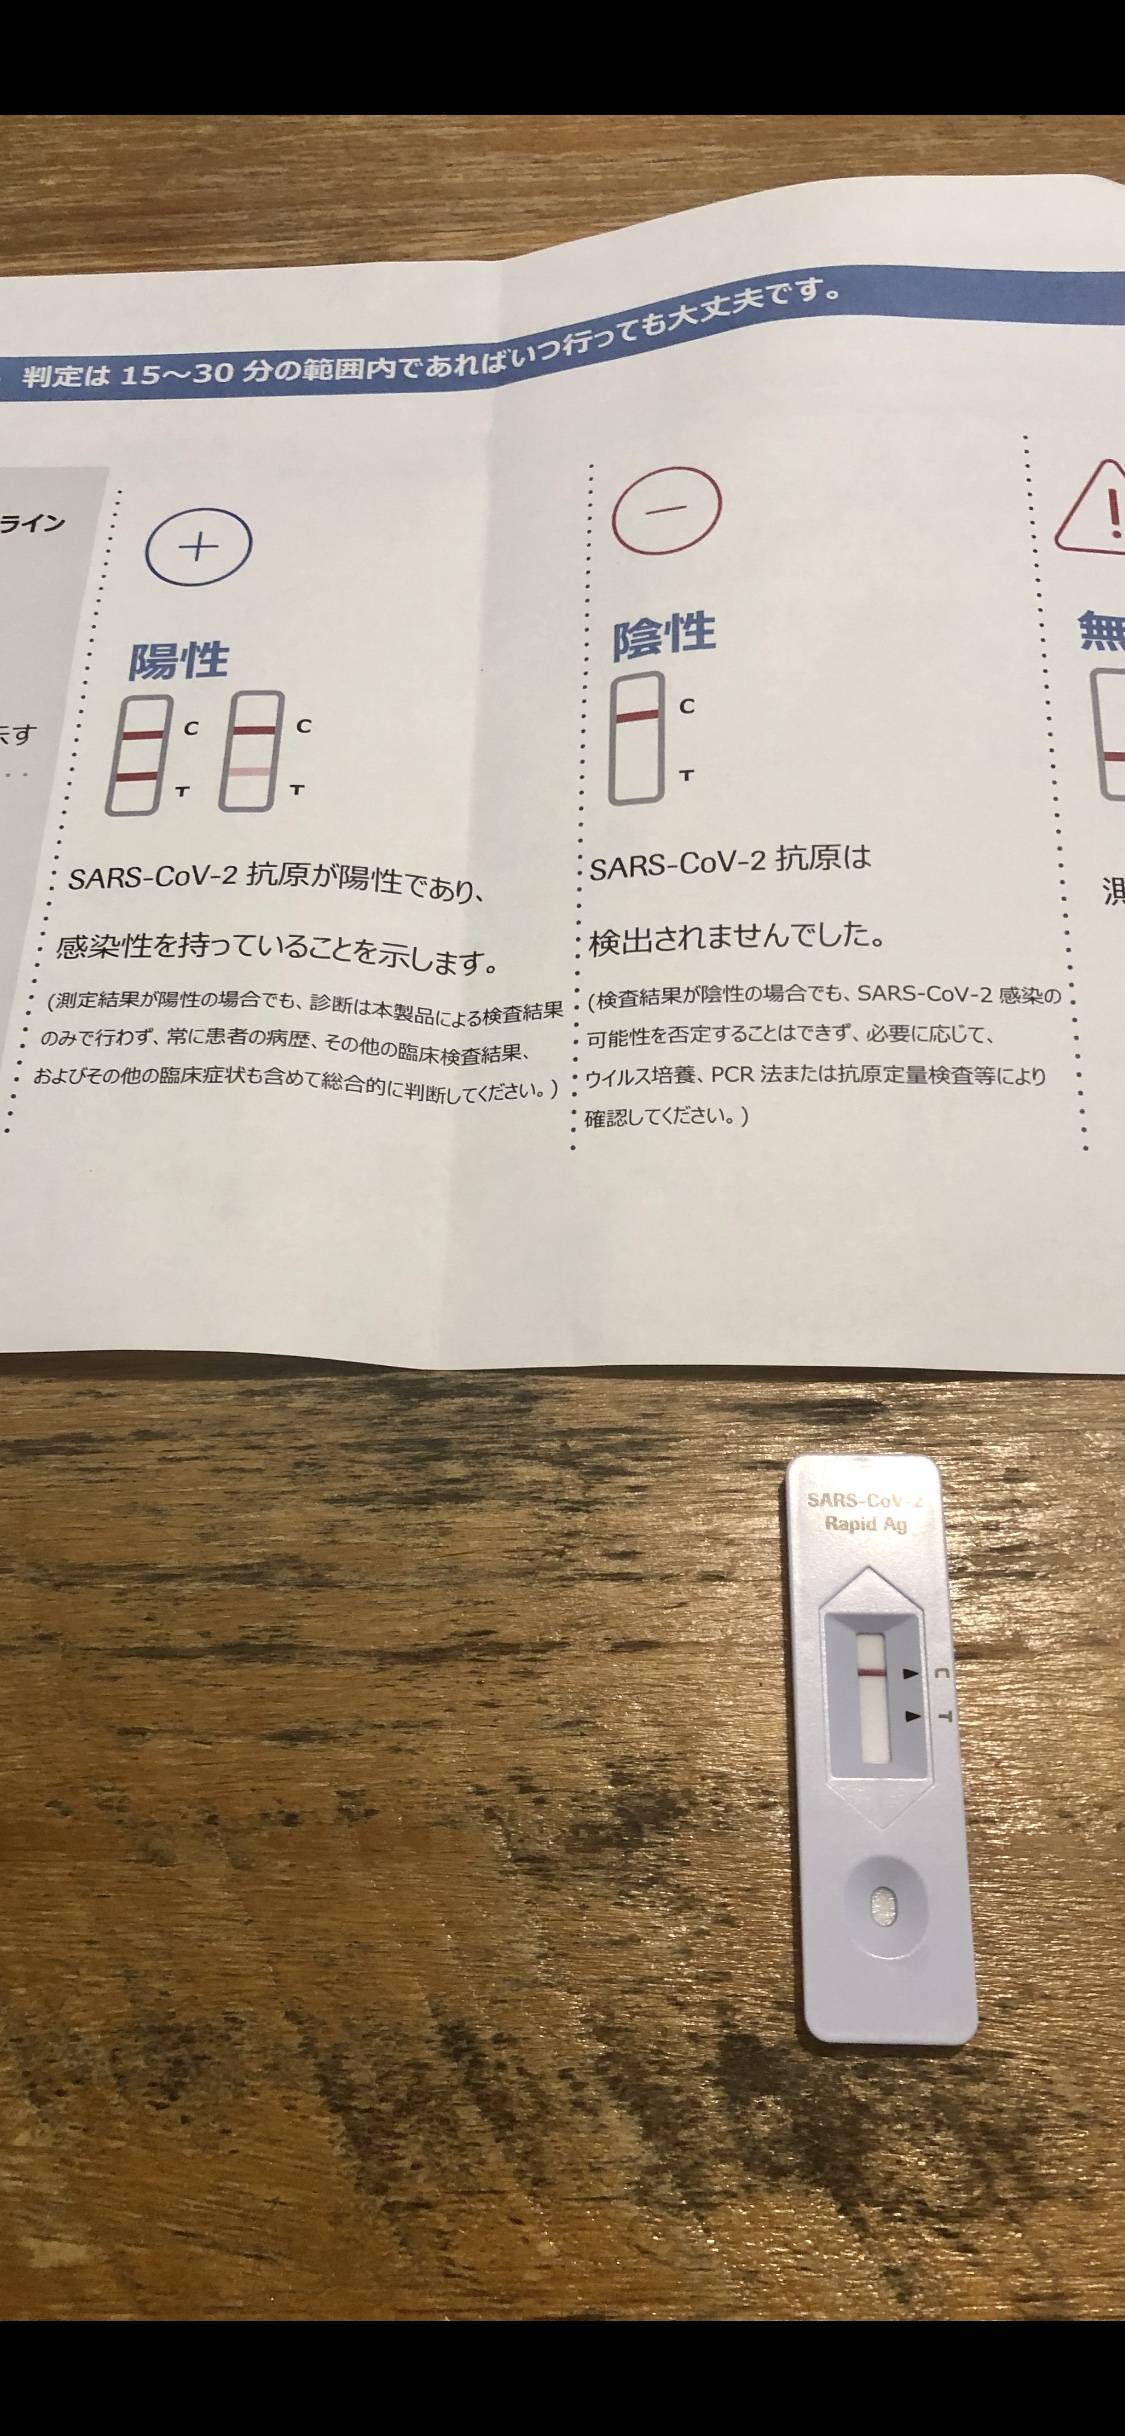 判定は 15～30 分の範囲内であればいつ行っても大丈夫です。
ライン
示す
陽性
C
T
C
T
SARS-CoV-2 抗原が陽性であり、
感染性を持っていることを示します。
(測定結果が陽性の場合でも、診断は本製品による検査結果
のみで行わず、常に患者の病歴、その他の臨床検査結果、
およびその他の臨床症状も含めて総合的に判断してください。)
陰性
C
T
SARS-CoV-2 抗原は
検出されませんでした。
(検査結果が陰性の場合でも、SARS-CoV-2 感染の
可能性を否定することはできず、必要に応じて、
ウイルス培養、PCR 法または抗原定量検査等により
確認してください。)
無
測
SARS-CoV-2
Rapid Ag
C
T